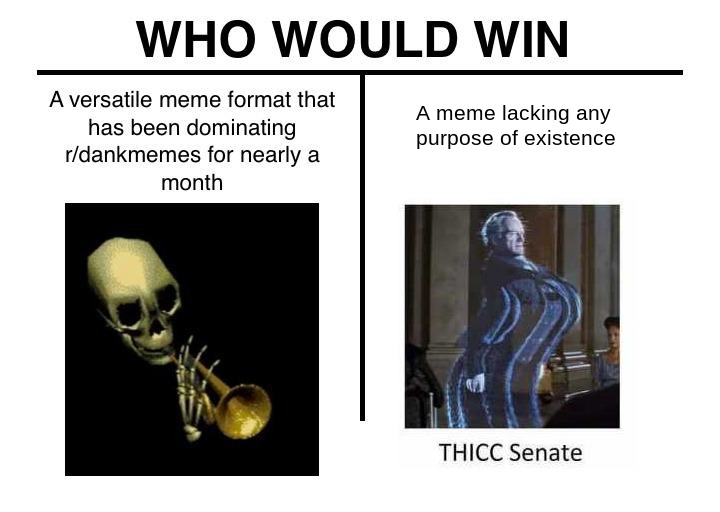 WHO WOULD WIN
A versatile meme format that
has been dominating
r/dankmemes for nearly a
month
A meme lacking any
purpose of existence
THICC Senate